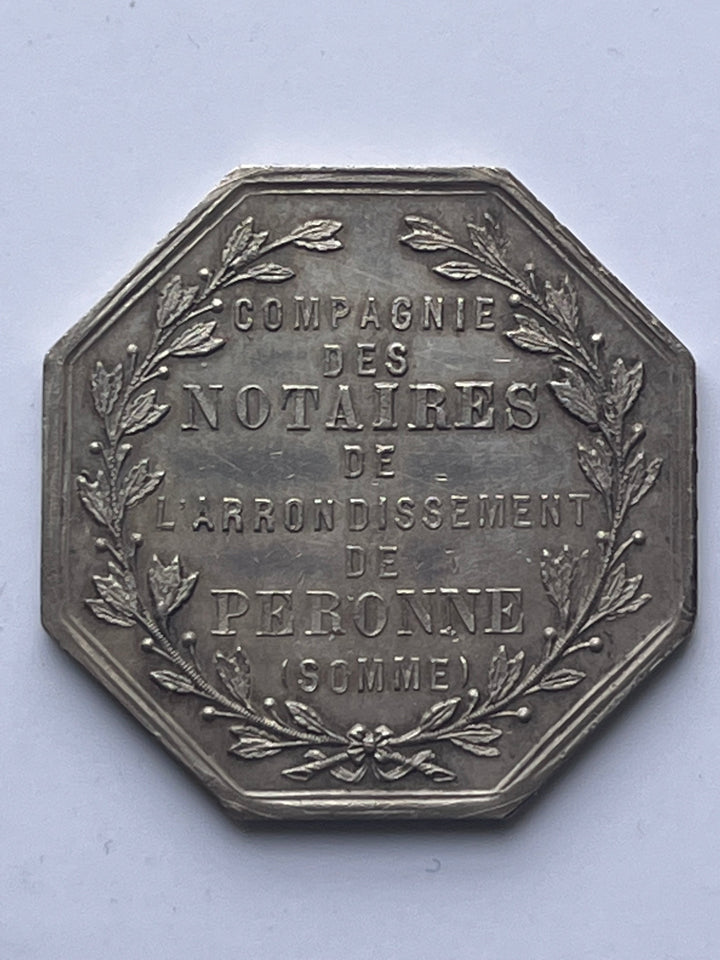 COMPAGNIE
DES
NOTAIRES
DE
L'ARRONDISSEMENT
DE
PERONNE
(SOMME)